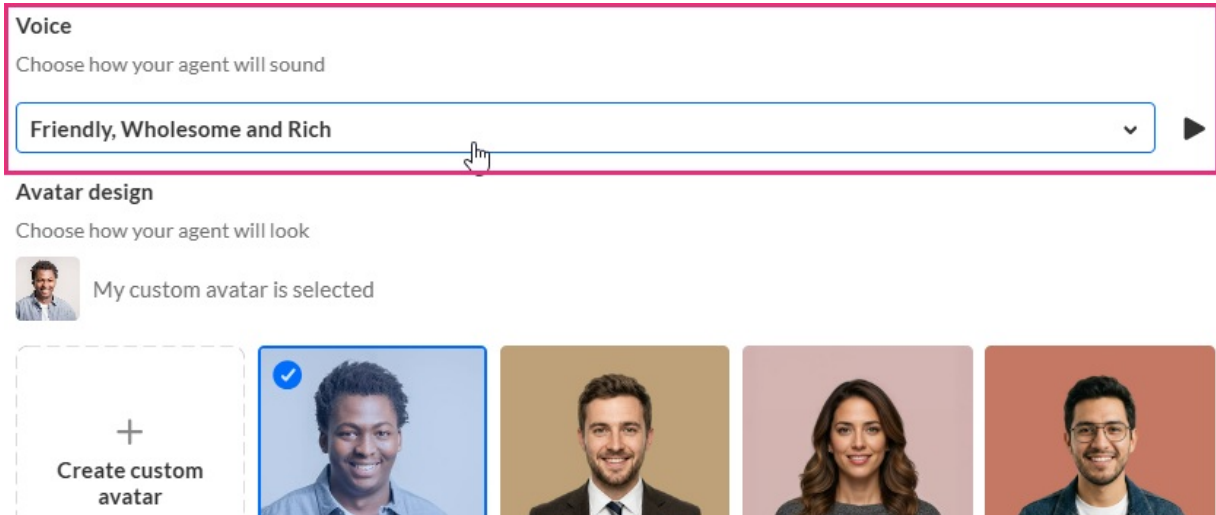 Voice
Choose how your agent will sound
Friendly, Wholesome and Rich
Avatar design
Choose how your agent will look
My custom avatar is selected
Create custom
avatar